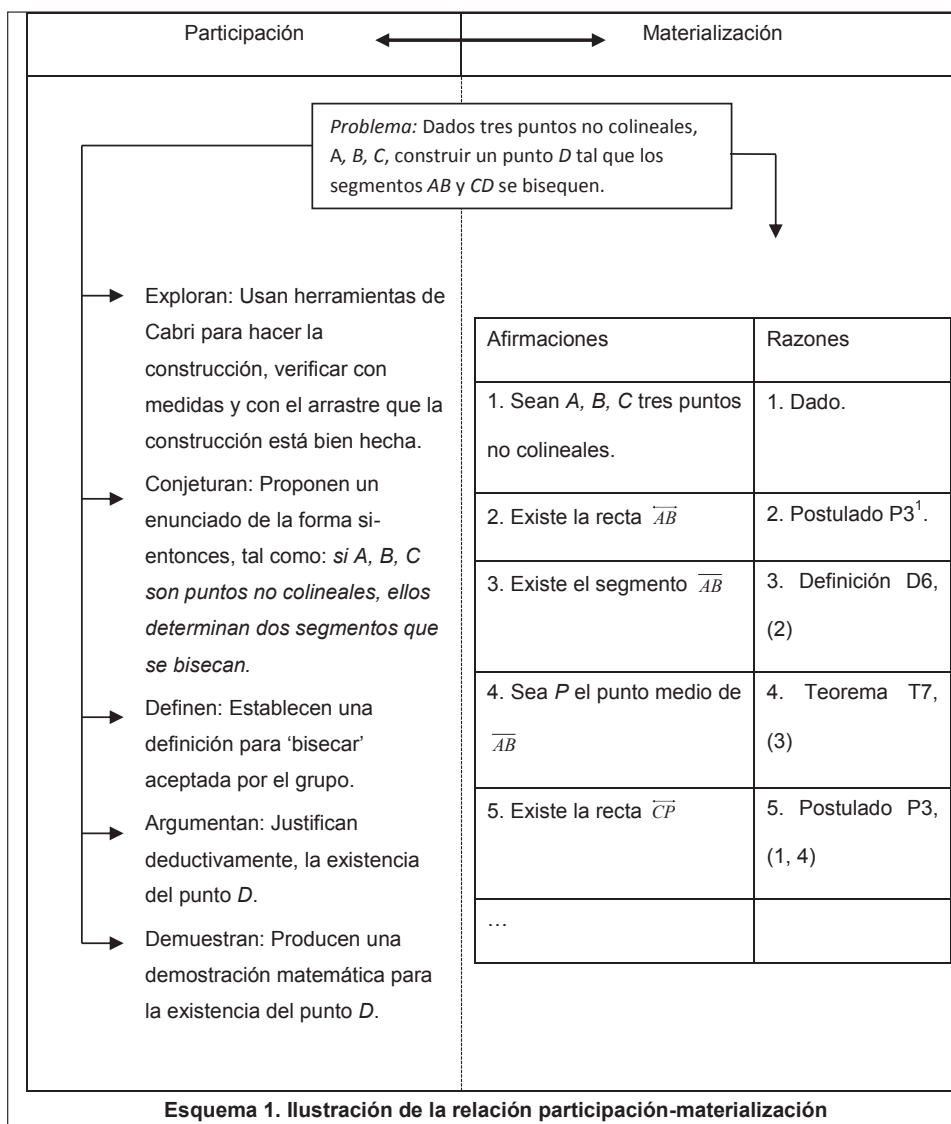 Participación
Materialización
Problema: Dados tres puntos no colineales,
A, B, C, construir un punto D tal que los
segmentos AB y CD se bisequen.
Exploran: Usan herramientas de
Cabri para hacer la
construcción, verificar con
medidas y con el arrastre que la
construcción está bien hecha.
Conjeturan: Proponen un
enunciado de la forma si-
entonces, tal como: si A, B, C
son puntos no colineales, ellos
determinan dos segmentos que
se bisecan.
Definen: Establecen una
definición para ‘bisecar’
aceptada por el grupo.
Argumentan: Justifican
deductivamente, la existencia
del punto D.
Demuestran: Producen una
demostración matemática para
la existencia del punto D.
Afirmaciones
Razones
1. Sean A, B, C tres puntos
no colineales.
1. Dado.
2. Existe la recta AB
2. Postulado P3¹.
3. Existe el segmento AB
3. Definición D6,
(2)
4. Sea P el punto medio de
AB
4. Teorema T7,
(3)
5. Existe la recta CP
5. Postulado P3,
(1, 4)
…
Esquema 1. Ilustración de la relación participación-materialización